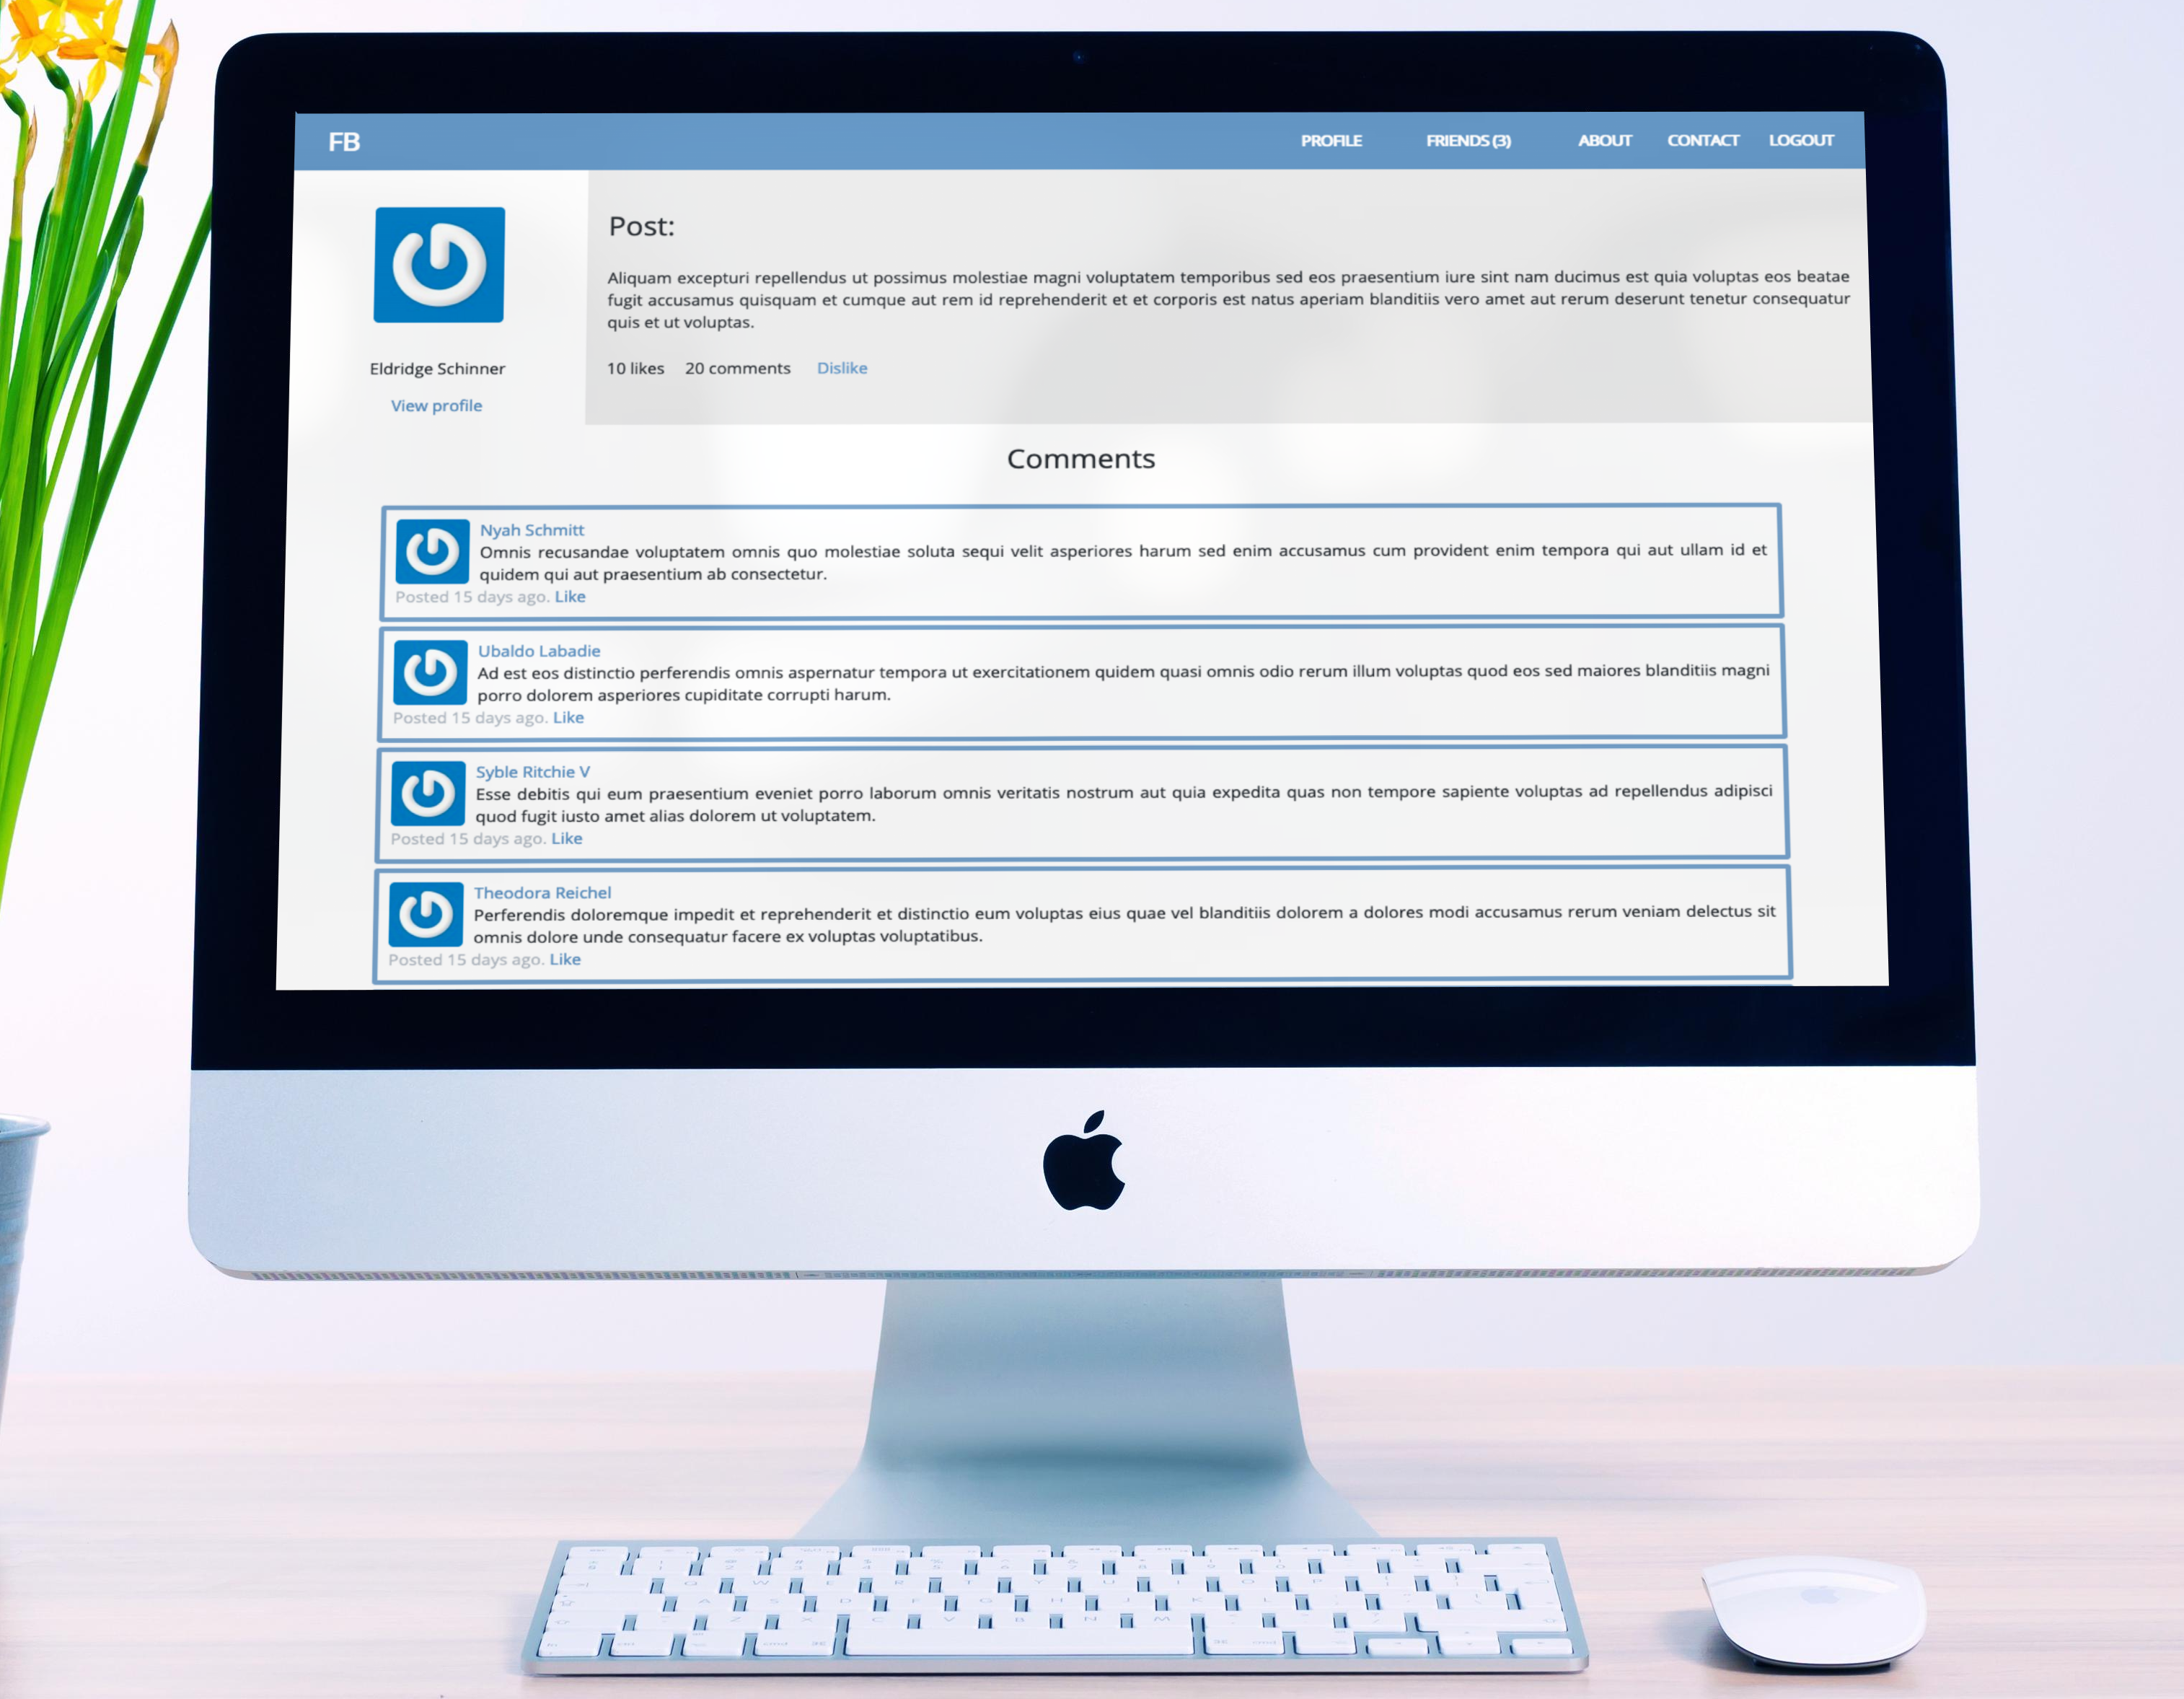 FB
PROFILE FRIENDS (3) ABOUT CONTACT LOGOUT
Post:
Aliquam excepturi repellendus ut possimus molestiae magni voluptatem temporibus sed eos praesentium iure sint nam ducimus est quia voluptas eos beatae
fugit accusamus quisquam et cumque aut rem id reprehenderit et et corporis est natus aperiam blanditiis vero amet aut rerum deserunt tenetur consequatur
quis et ut voluptas.
10 likes 20 comments Dislike
Eldridge Schinner
View profile
Comments
Nyah Schmitt
Omnis recusandae voluptatem omnis quo molestiae soluta sequi velit asperiores harum sed enim accusamus cum provident enim tempora qui aut ullam id et
quidem qui aut praesentium ab consectetur.
Posted 15 days ago. Like
Ubaldo Labadie
Ad est eos distinctio perferendis omnis aspernatur tempora ut exercitationem quidem quasi omnis odio rerum illum voluptas quod eos sed maiores blanditiis magni
porro dolorem asperiores cupiditate corrupti harum.
Posted 15 days ago. Like
Syble Ritchie V
Esse debitis qui eum praesentium eveniet porro laborum omnis veritatis nostrum aut quia expedita quas non tempore sapiente voluptas ad repellendus adipisci
quod fugit iusto amet alias dolorem ut voluptatem.
Posted 15 days ago. Like
Theodora Reichel
Perferendis doloremque impedit et reprehenderit et distinctio eum voluptas eius quae vel blanditiis dolorem a dolores modi accusamus rerum veniam delectus sit
omnis dolore unde consequatur facere ex voluptas voluptatibus.
Posted 15 days ago. Like